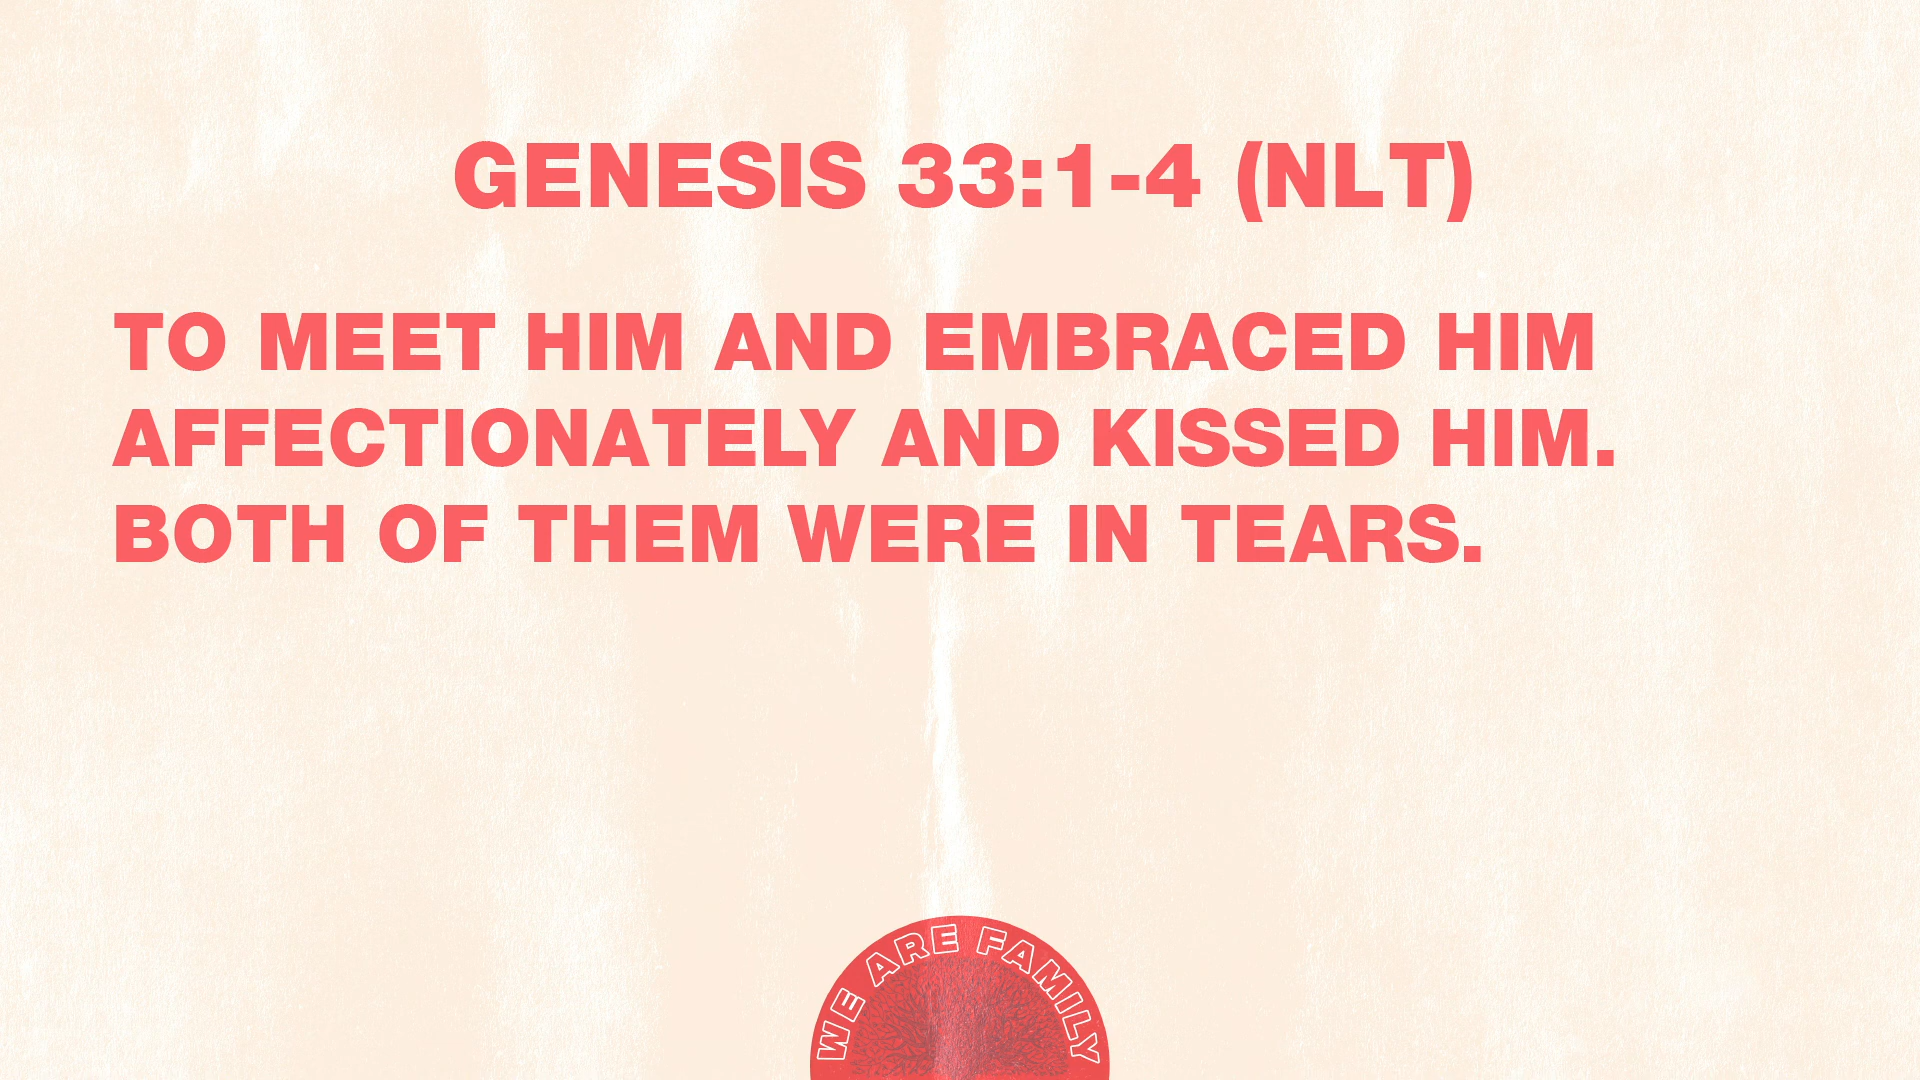 GENESIS 33:1-4 (NLT)
TO MEET HIM AND EMBRACED HIM
AFFECTIONATELY AND KISSED HIM.
BOTH OF THEM WERE IN TEARS.
WE ARE FAMILY